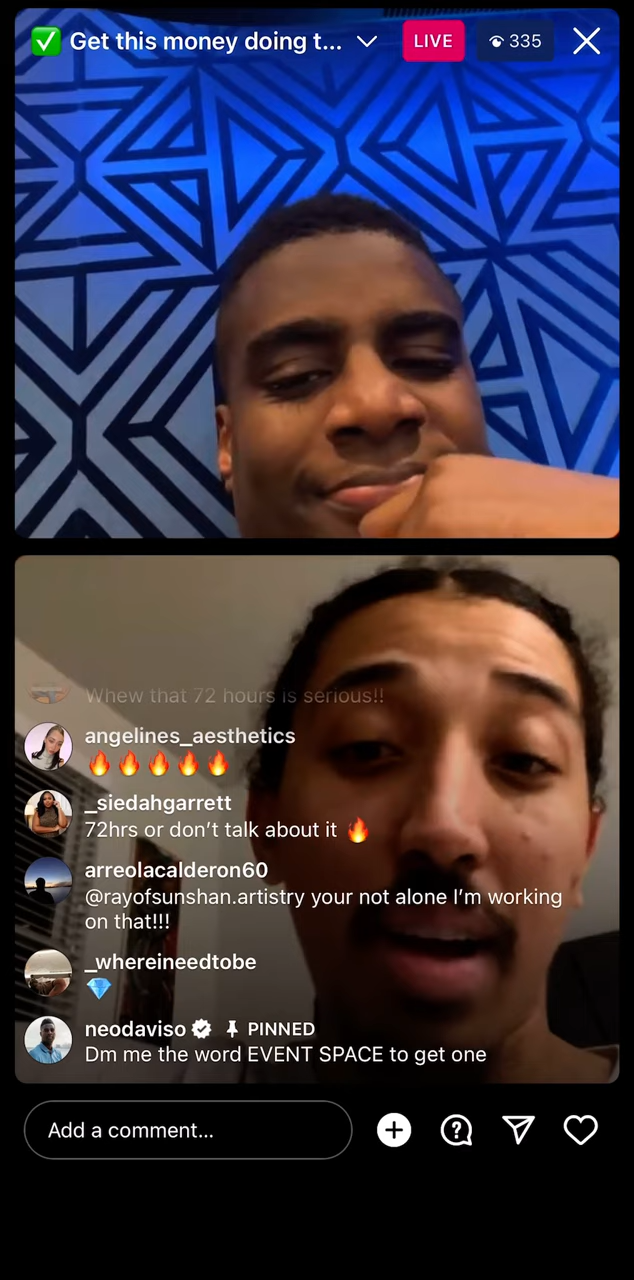 ✅ Get this money doing t...
LIVE
335
Whew that 72 hours is serious!!
angelines_aesthetics
🔥🔥🔥🔥🔥
_siedahgarrett
72hrs or don’t talk about it 🔥
arreolacalderon60
@rayofsunshan.artistry your not alone I’m working
on that!!!
_whereineedtobe
💎
neodaviso PINNED
Dm me the word EVENT SPACE to get one
Add a comment...